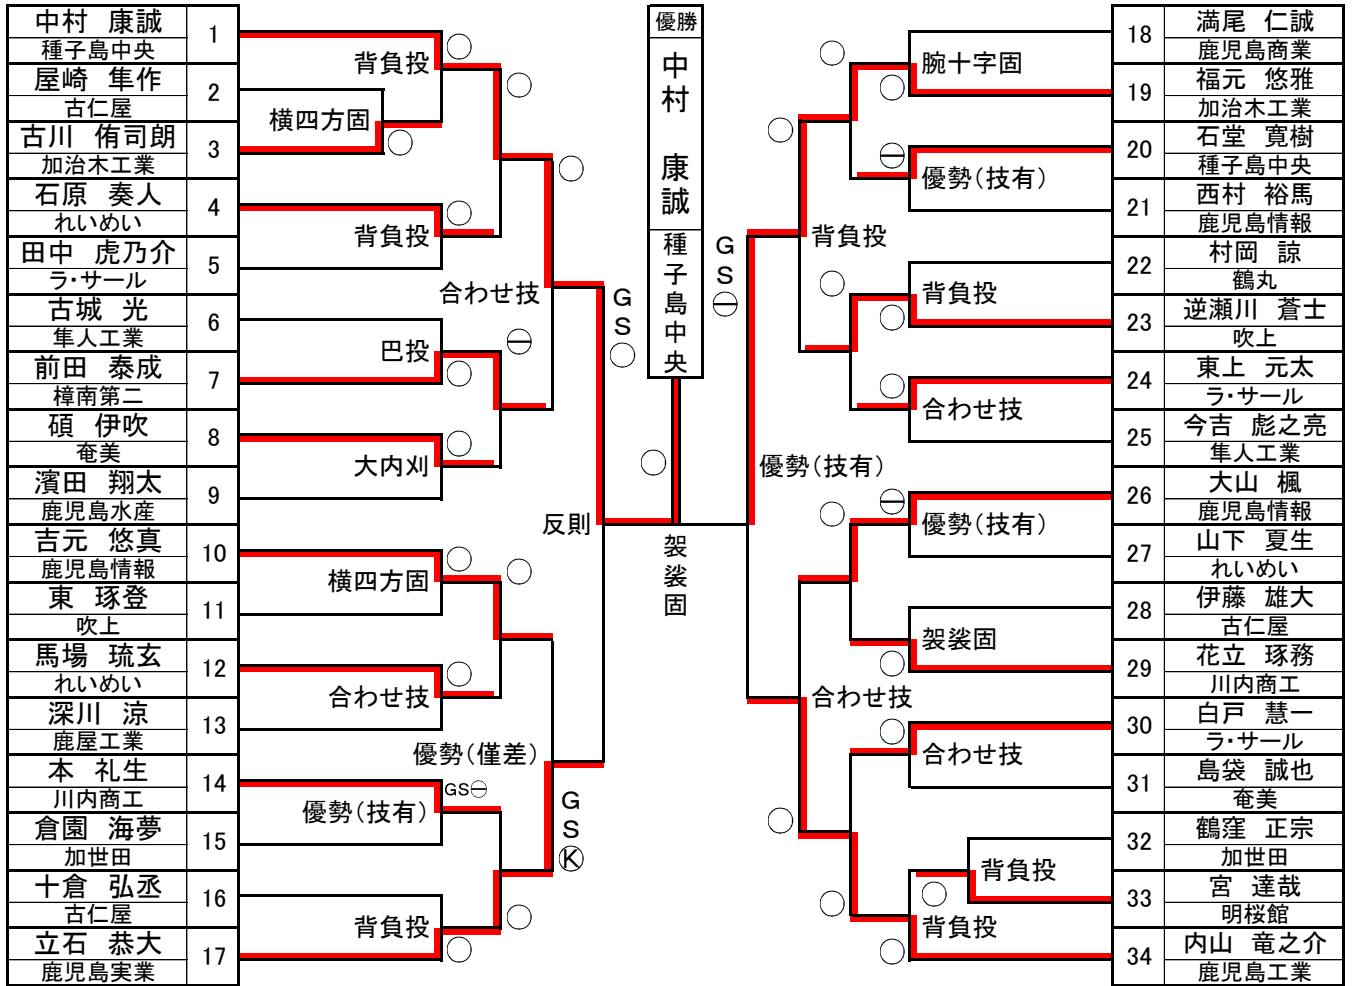 中村 康誠
種子島中央
1
屋崎 隼作
古仁屋
2
古川 侑司朗
加治木工業
3
石原 奏人
れいめい
4
田中 虎乃介
ラ・サール
5
古城 光
隼人工業
6
前田 泰成
樟南第二
7
碩 伊吹
奄美
8
濱田 翔太
鹿児島水産
9
吉元 悠真
鹿児島情報
10
東 琢登
吹上
11
馬場 琉玄
れいめい
12
深川 涼
鹿屋工業
13
本 礼生
川内商工
14
倉園 海夢
加世田
15
十倉 弘丞
古仁屋
16
立石 恭大
鹿児島実業
17
背負投
横四方固
背負投
合わせ技
巴投
大内刈
反則
横四方固
合わせ技
優勢(僅差)
GS
優勢(技有)
背負投
GS
GS
K
優勝
中村 康誠
種子島中央
袈裟固
GS
腕十字固
優勢(技有)
背負投
背負投
合わせ技
優勢(技有)
優勢(技有)
袈裟固
合わせ技
合わせ技
背負投
背負投
18
満尾 仁誠
鹿児島商業
19
福元 悠雅
加治木工業
20
石堂 寛樹
種子島中央
21
西村 裕馬
鹿児島情報
22
村岡 諒
鶴丸
23
逆瀬川 蒼士
吹上
24
東上 元太
ラ・サール
25
今吉 彪之亮
隼人工業
26
大山 楓
鹿児島情報
27
山下 夏生
れいめい
28
伊藤 雄大
古仁屋
29
花立 琢務
川内商工
30
白戸 慧一
ラ・サール
31
島袋 誠也
奄美
32
鶴窪 正宗
加世田
33
宮 達哉
明桜館
34
内山 竜之介
鹿児島工業